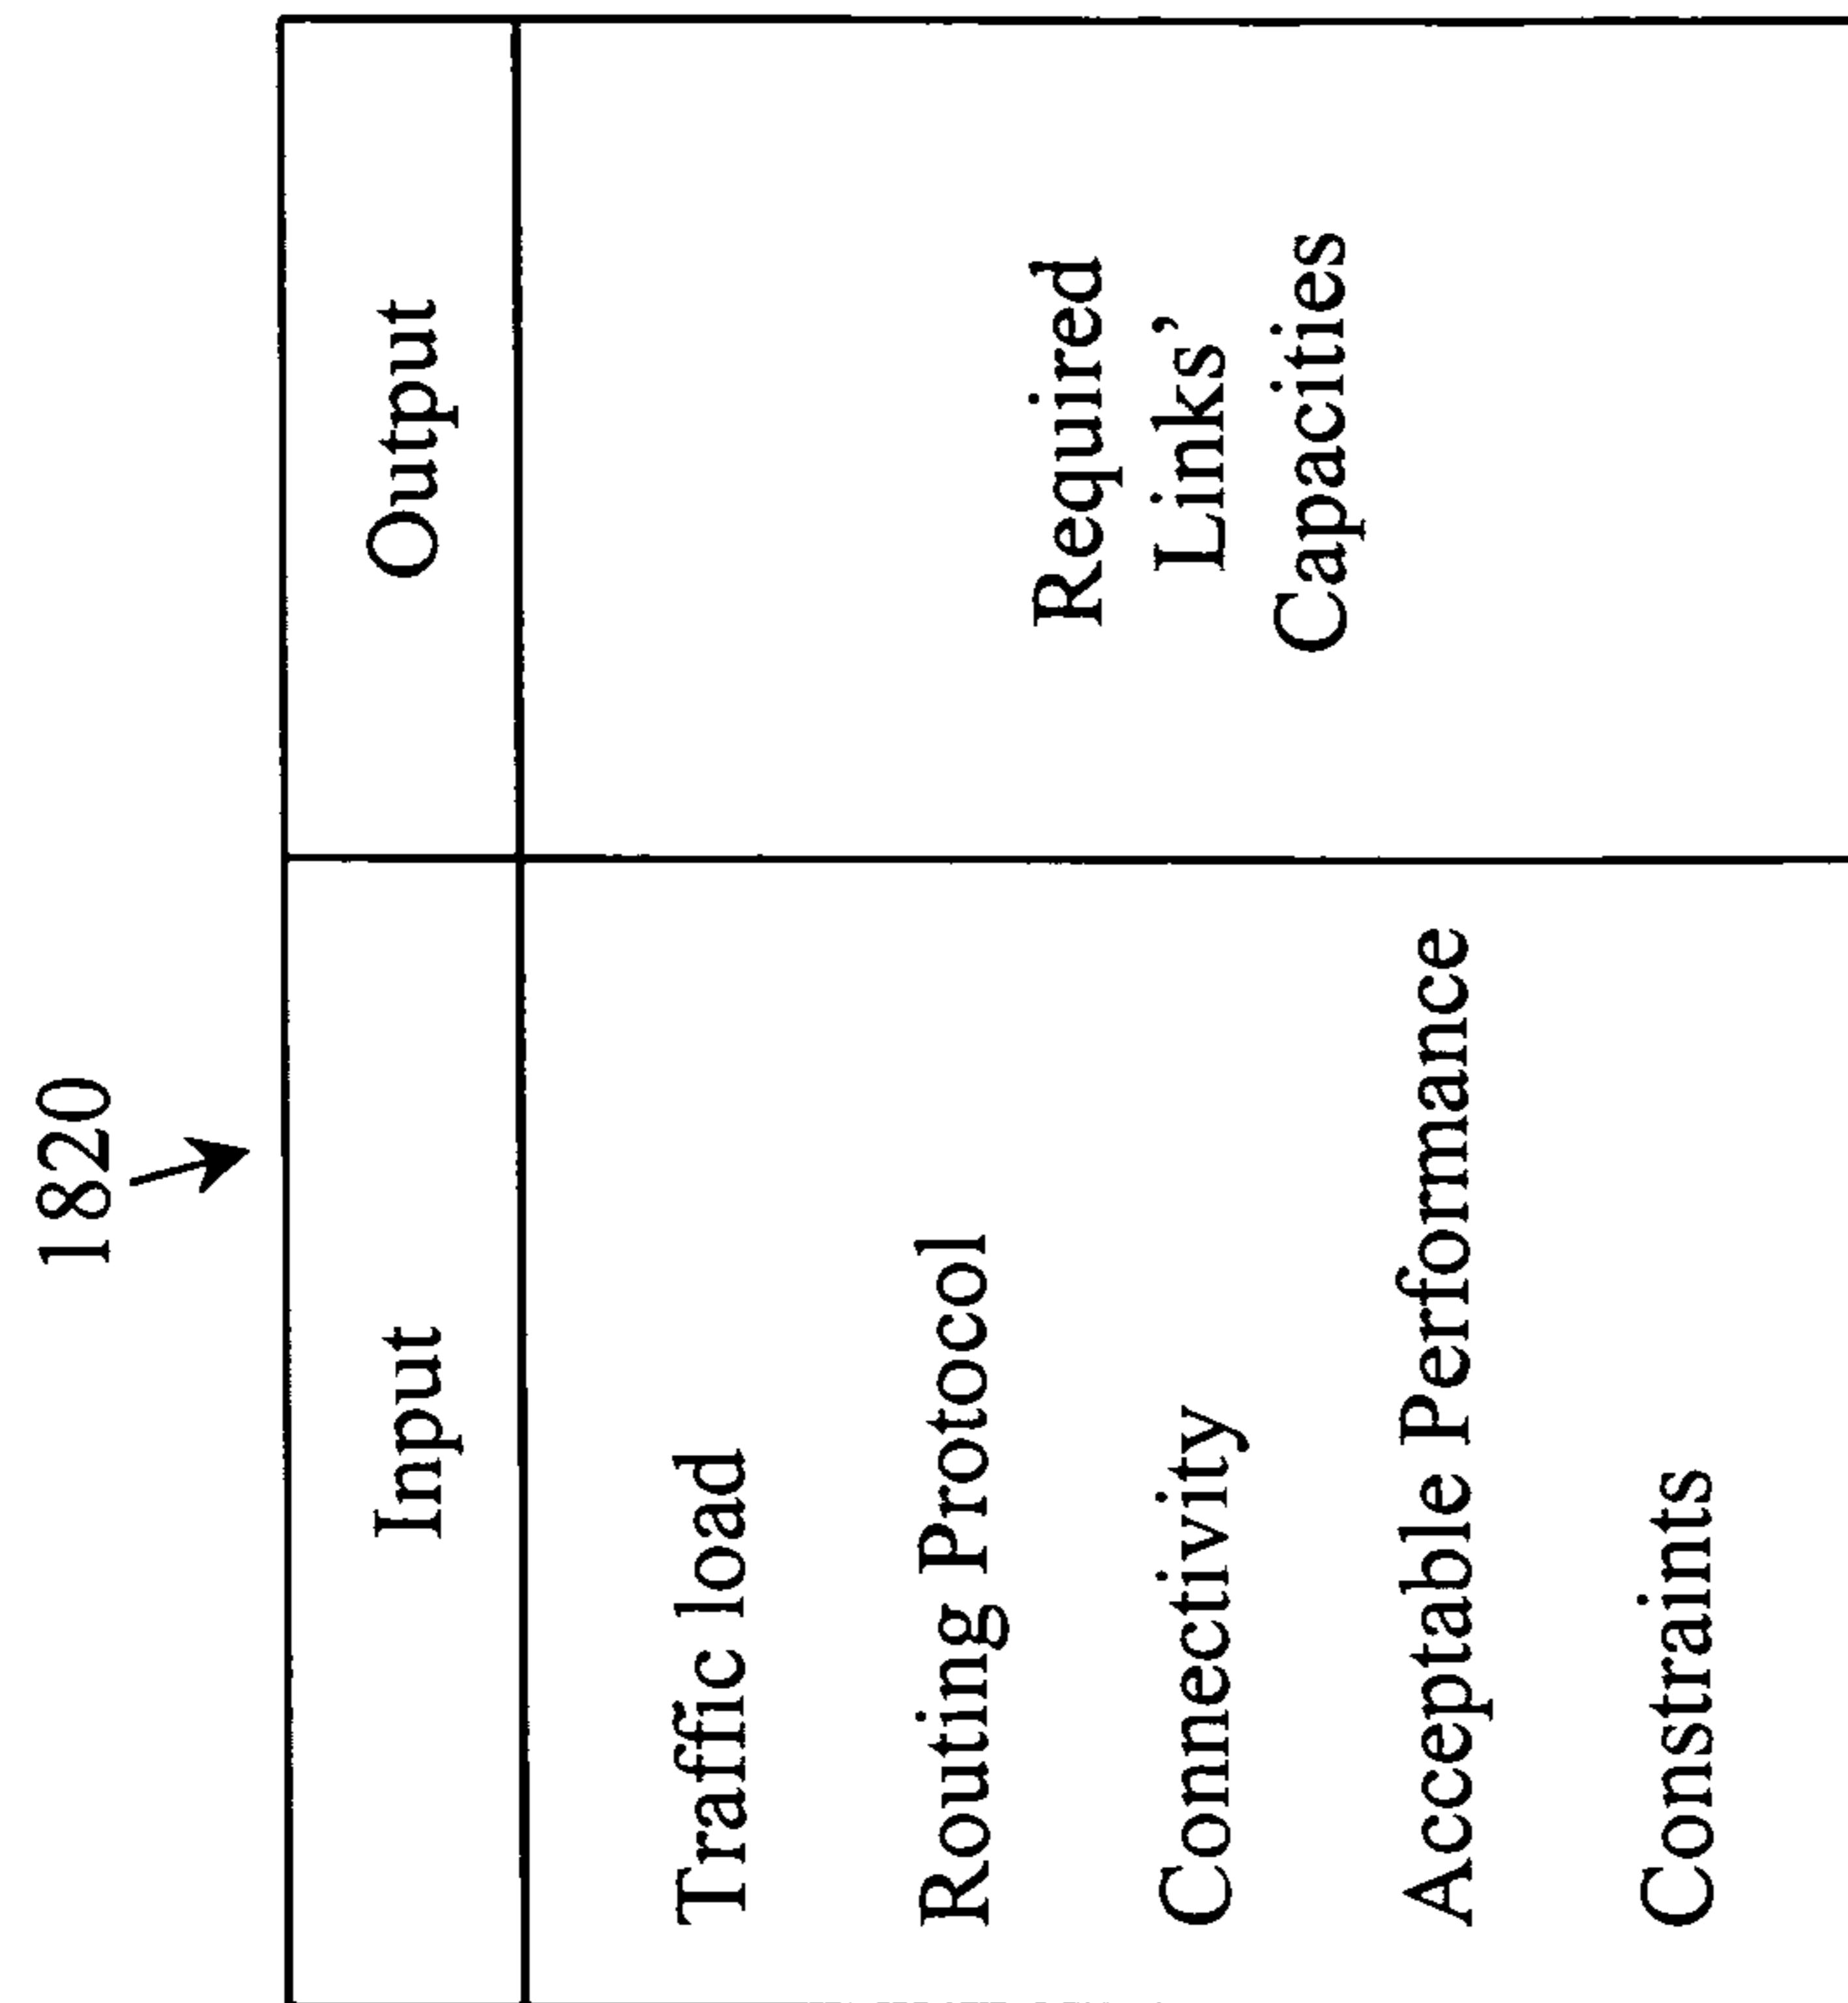 1820
Input
Output
Traffic load
Routing Protocol
Connectivity
Acceptable Performance
Constraints
Required
Links’
Capacities